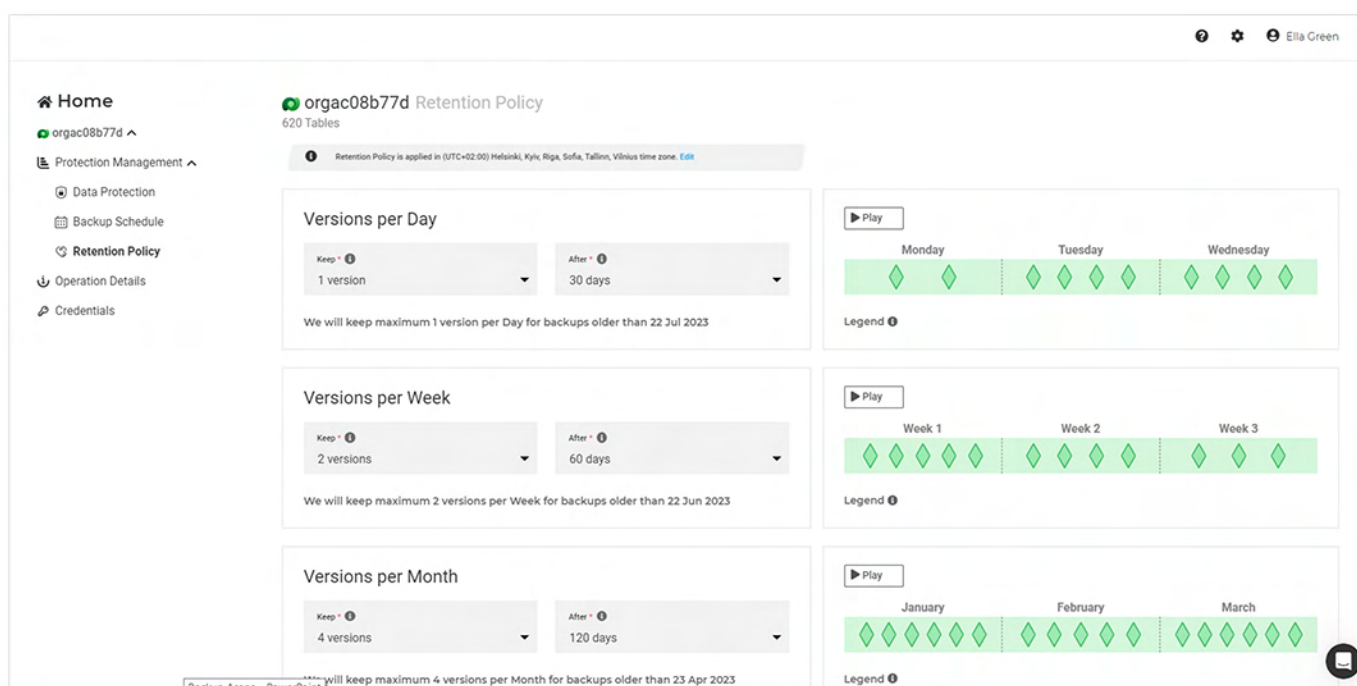 Ella Green
Home
orgac08b77d
Protection Management
Data Protection
Backup Schedule
Retention Policy
Operation Details
Credentials
orgac08b77d Retention Policy
620 Tables
Retention Policy is applied in (UTC+02:00) Helsinki, Kyiv, Riga, Sofia, Tallinn, Vilnius time zone. Edit
Versions per Day
Keep * After *
1 version 30 days
We will keep maximum 1 version per Day for backups older than 22 Jul 2023
Play
Monday Tuesday Wednesday
Legend
Versions per Week
Keep * After *
2 versions 60 days
We will keep maximum 2 versions per Week for backups older than 22 Jun 2023
Play
Week 1 Week 2 Week 3
Legend
Versions per Month
Keep * After *
4 versions 120 days
We will keep maximum 4 versions per Month for backups older than 23 Apr 2023
Play
January February March
Legend